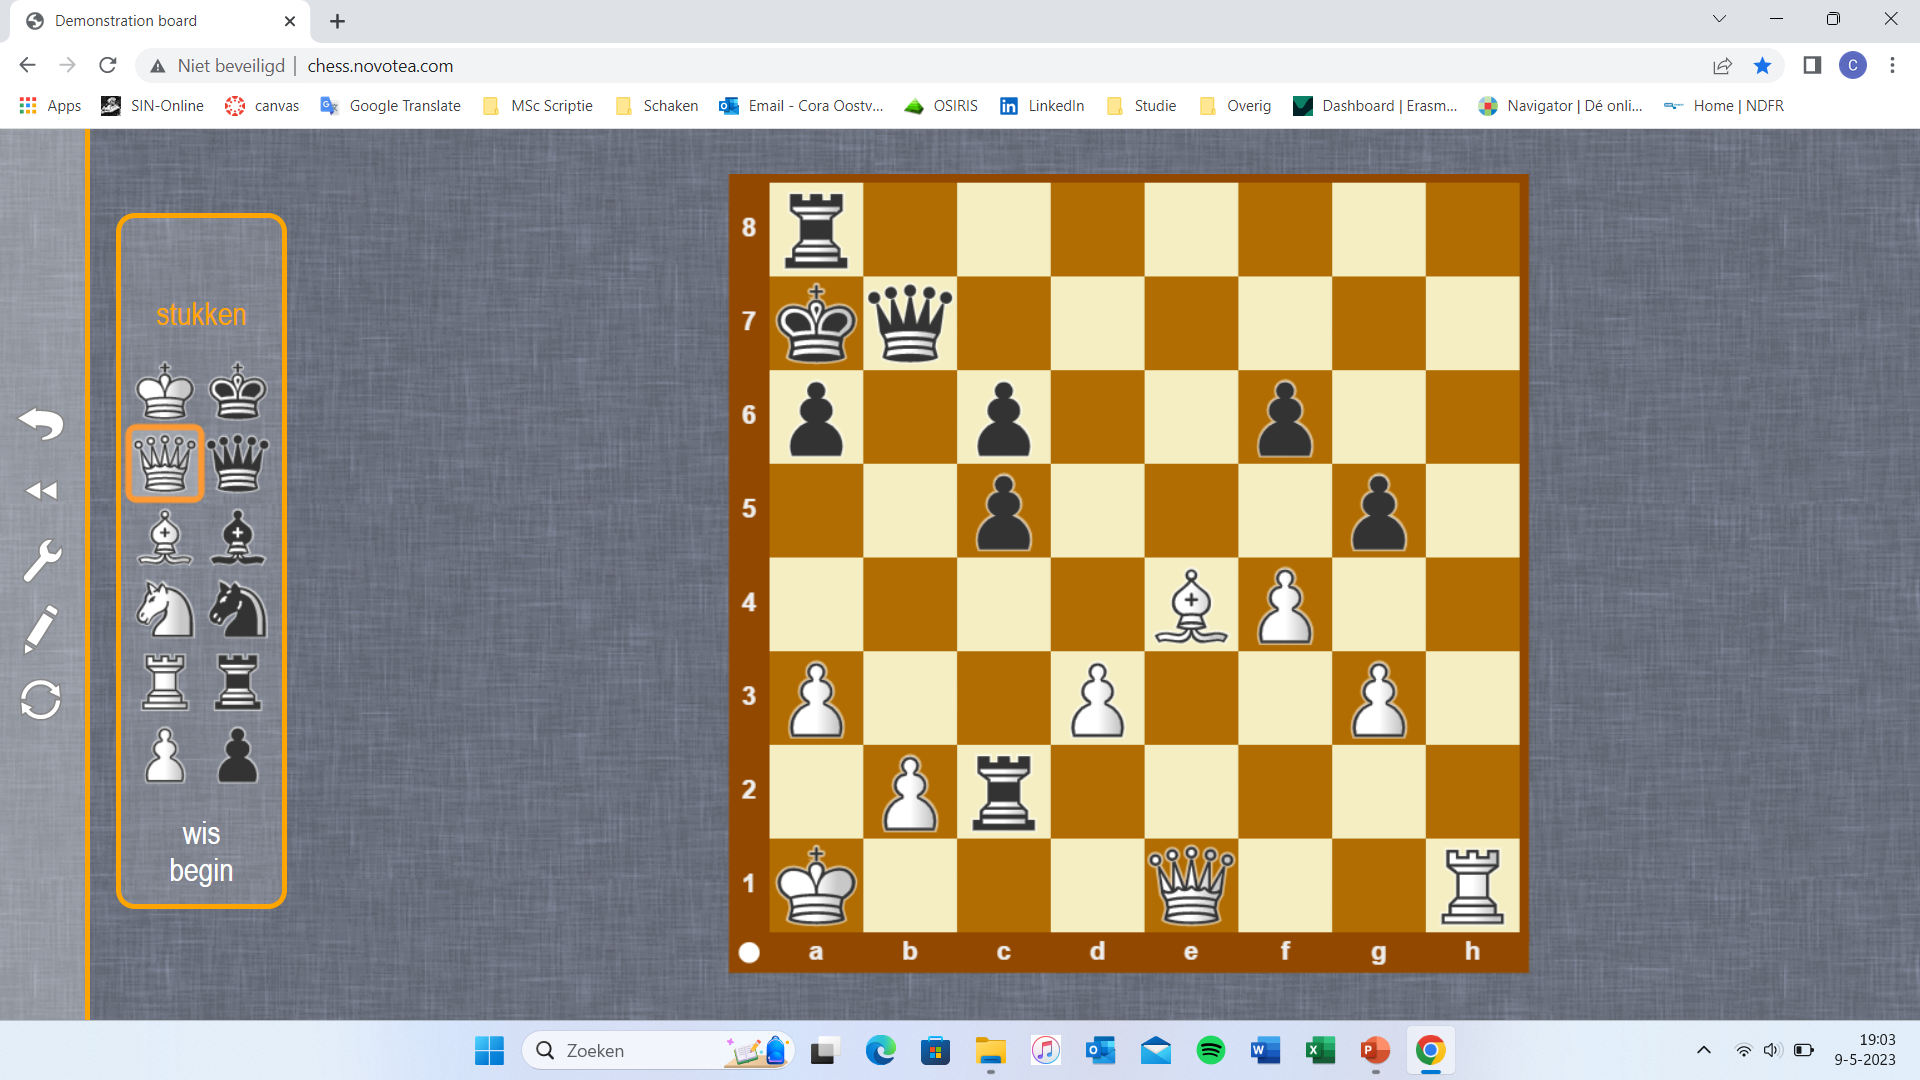 Demonstration board
Niet beveiligd | chess.novotea.com
C
Apps SIN-Online canvas Google Translate MSc Scriptie Schaken Email - Cora Oostv... OSIRIS LinkedIn Studie Overig Dashboard | Erasm... Navigator | Dé onli... Home | NDFR
stukken
wis
begin
8
7
6
5
4
3
2
1
a b c d e f g h
Zoeken
19:03
9-5-2023